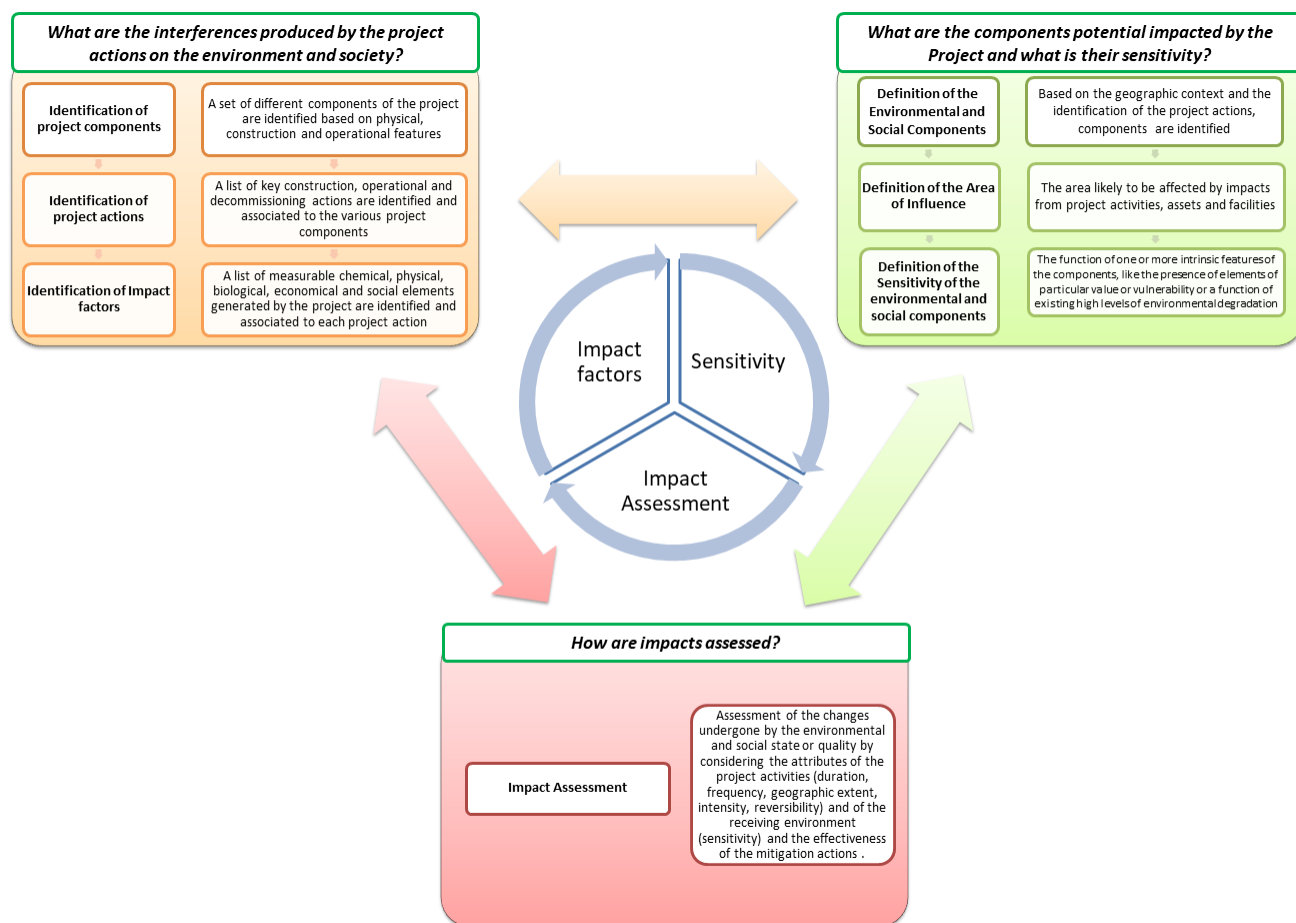 What are the interferences produced by the project
actions on the environment and society?
Identification of
project components
A set of different components of the project
are identified based on physical,
construction and operational features
Identification of
project actions
A list of key construction, operational and
decommissioning actions are identified and
associated to the various project
components
Identification of Impact
factors
A list of measurable chemical, physical,
biological, economical and social elements
generated by the project are identified and
associated to each project action
What are the components potential impacted by the
Project and what is their sensitivity?
Definition of the
Environmental and
Social Components
Based on the geographic context and the
identification of the project actions,
components are identified
Definition of the Area
of Influence
The area likely to be affected by impacts
from project activities, assets and facilities
Definition of the
Sensitivity of the
environmental and
social components
The function of one or more intrinsic features of
the components, like the presence of elements of
particular value or vulnerability or a function of
existing high levels of environmental degradation
Impact
factors
Sensitivity
Impact
Assessment
How are impacts assessed?
Impact Assessment
Assessment of the changes
undergone by the environmental
and social state or quality by
considering the attributes of the
project activities (duration,
frequency, geographic extent,
intensity, reversibility) and of the
receiving environment
(sensitivity) and the effectiveness
of the mitigation actions .